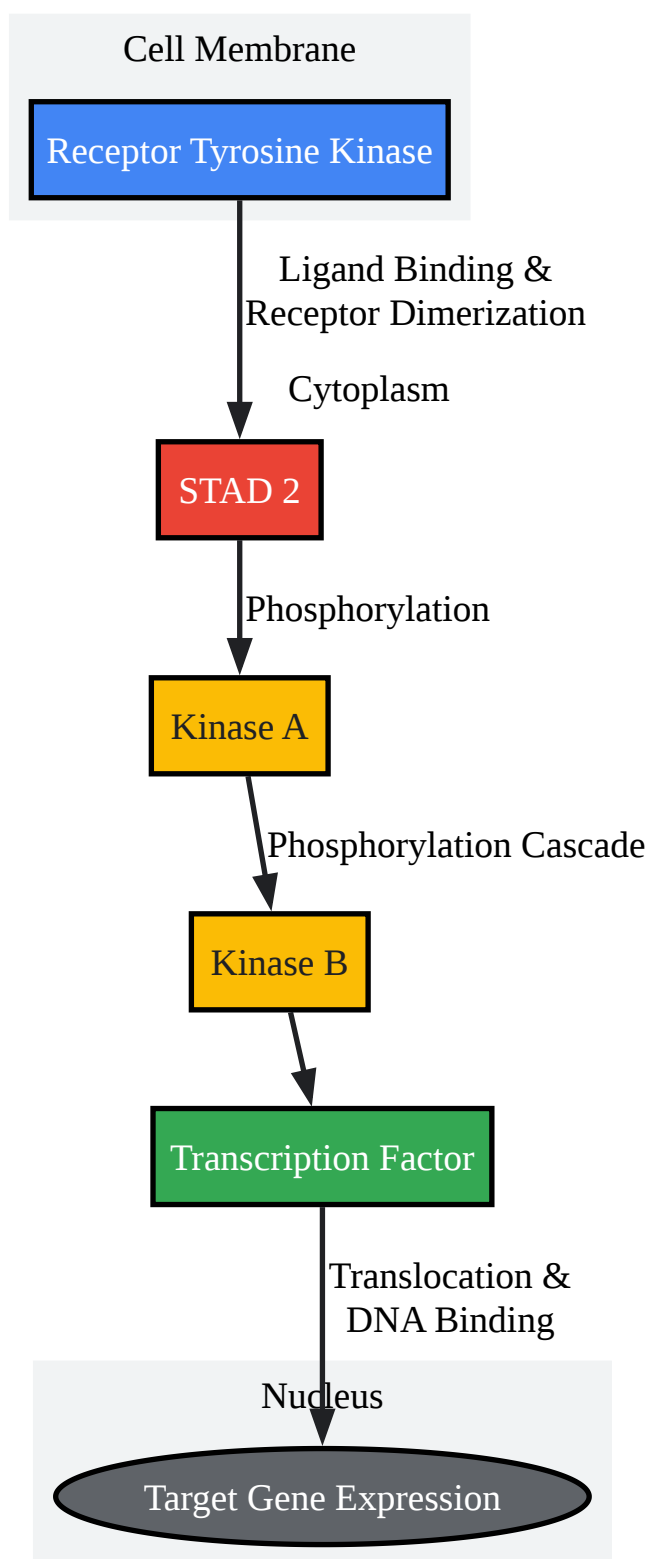 Cell Membrane
Receptor Tyrosine Kinase
Ligand Binding &
Receptor Dimerization
Cytoplasm
STAD 2
Phosphorylation
Kinase A
Phosphorylation Cascade
Kinase B
Transcription Factor
Translocation &
DNA Binding
Nucleus
Target Gene Expression